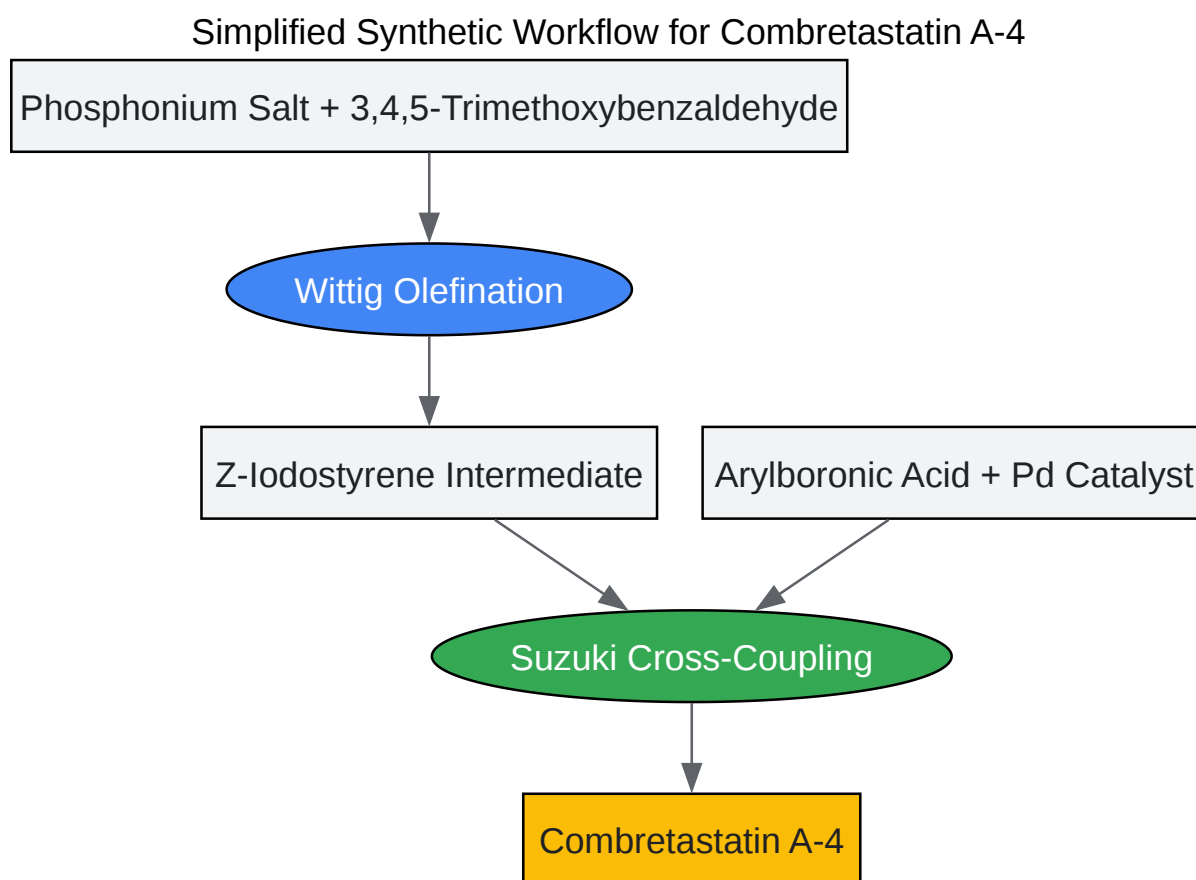 Simplified Synthetic Workflow for Combretastatin A-4
Phosphonium Salt + 3,4,5-Trimethoxybenzaldehyde
Wittig Olefination
Z-Iodostyrene Intermediate
Arylboronic Acid + Pd Catalyst
Suzuki Cross-Coupling
Combretastatin A-4